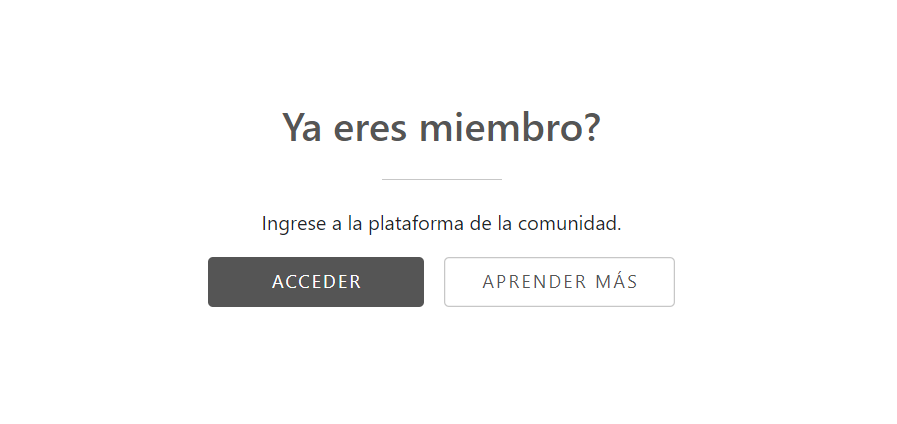 Ya eres miembro?
Ingrese a la plataforma de la comunidad.
ACCEDER
APRENDER MÁS